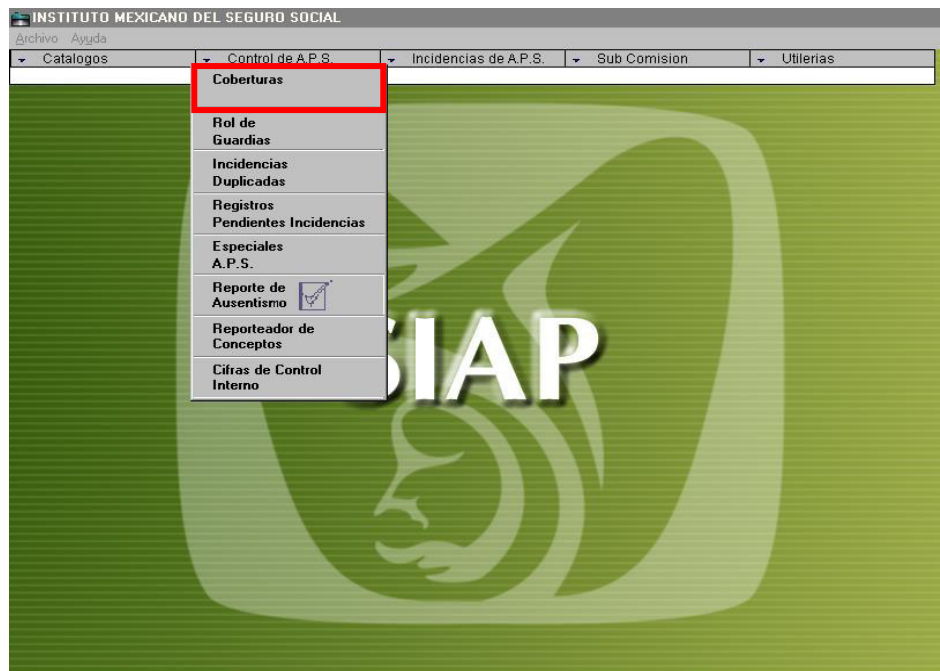 INSTITUTO MEXICANO DEL SEGURO SOCIAL
Archivo Ayuda
Catalogos Control de A.P.S. Incidencias de A.P.S. Sub Comision Utilerias
Coberturas
Rol de
Guardias
Incidencias
Duplicadas
Registros
Pendientes Incidencias
Especiales
A.P.S.
Reporte de
Ausentismo
Reporteador de
Conceptos
Cifras de Control
Interno
SIAP